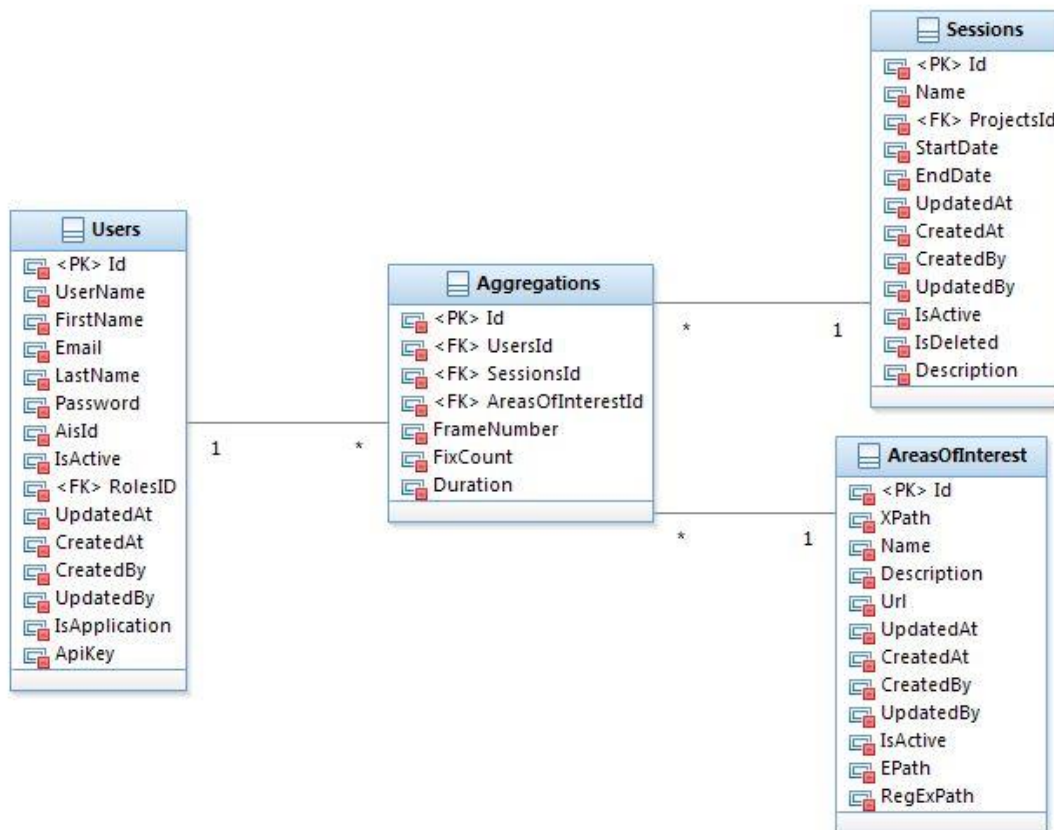 Users
<PK> Id
UserName
FirstName
Email
LastName
Password
AisId
IsActive
<FK> RolesID
UpdatedAt
CreatedAt
CreatedBy
UpdatedBy
IsApplication
ApiKey
1
*
Aggregations
<PK> Id
<FK> UsersId
<FK> SessionsId
<FK> AreasOfInterestId
FrameNumber
FixCount
Duration
*
1
*
1
Sessions
<PK> Id
Name
<FK> ProjectsId
StartDate
EndDate
UpdatedAt
CreatedAt
CreatedBy
UpdatedBy
IsActive
IsDeleted
Description
AreasOfInterest
<PK> Id
XPath
Name
Description
Url
UpdatedAt
CreatedAt
CreatedBy
UpdatedBy
IsActive
EPath
RegExPath